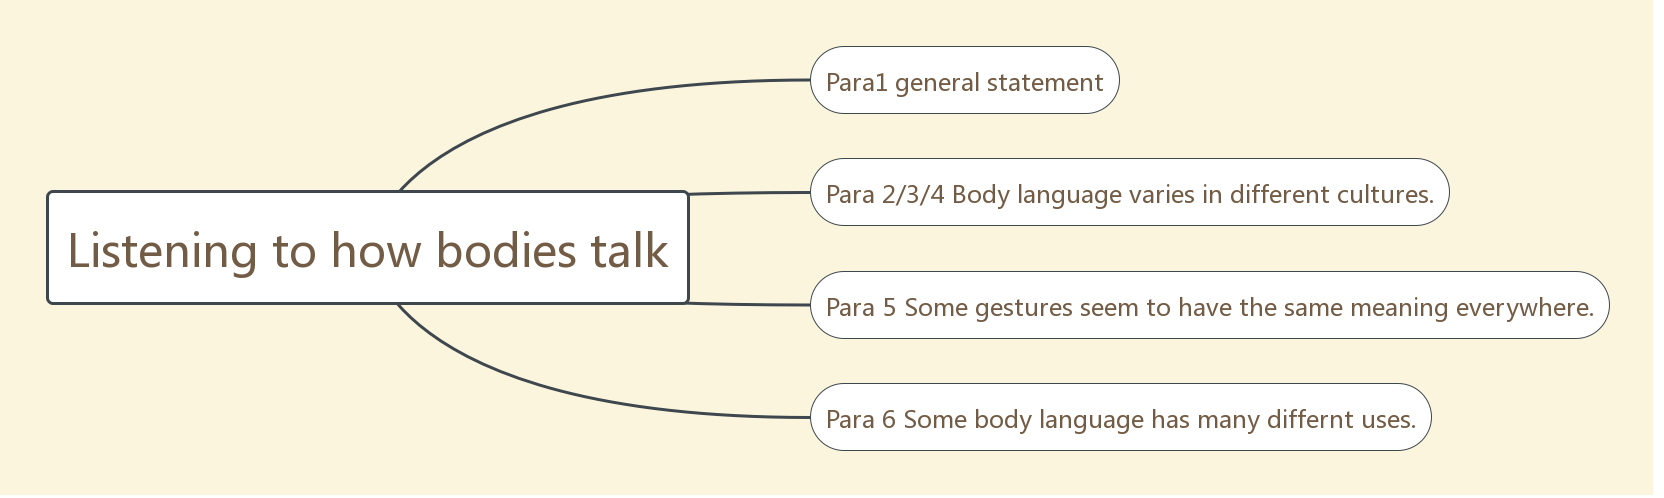 Para1 general statement
Para 2/3/4 Body language varies in different cultures.
Listening to how bodies talk
Para 5 Some gestures seem to have the same meaning everywhere.
Para 6 Some body language has many differnt uses.